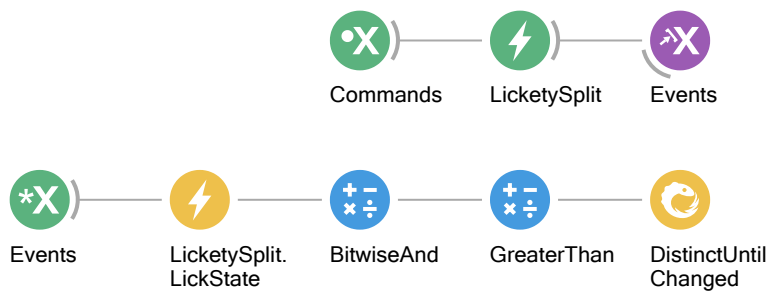 Commands LicketySplit Events
Events LicketySplit. BitwiseAnd GreaterThan DistinctUntil
LickState Changed